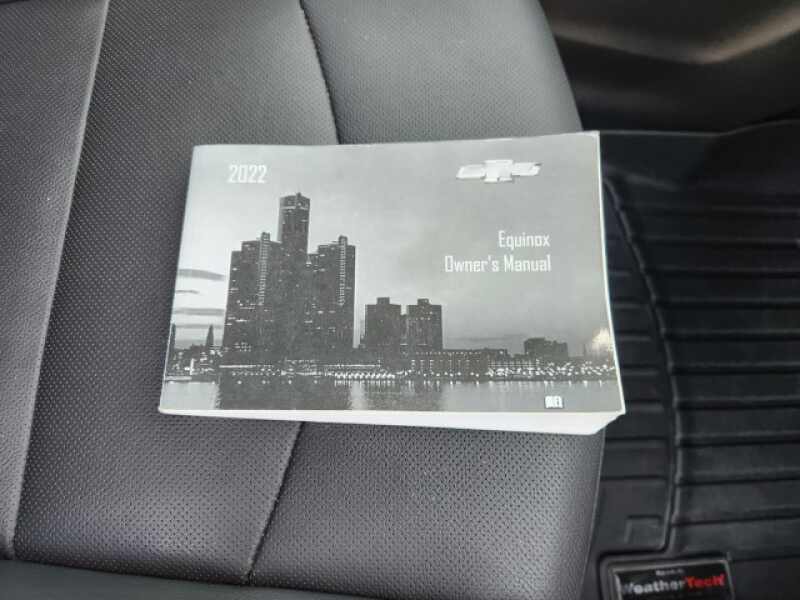 2022
Equinox
Owner's Manual
WeatherTech